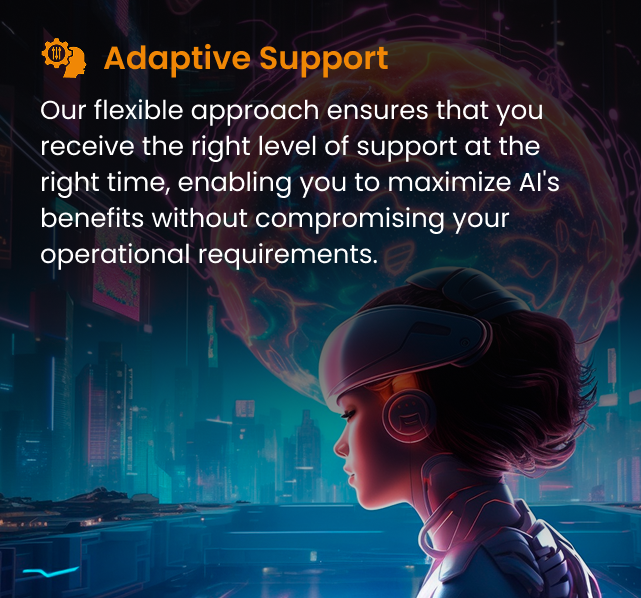 Adaptive Support
Our flexible approach ensures that you
receive the right level of support at the
right time, enabling you to maximize AI's
benefits without compromising your
operational requirements.